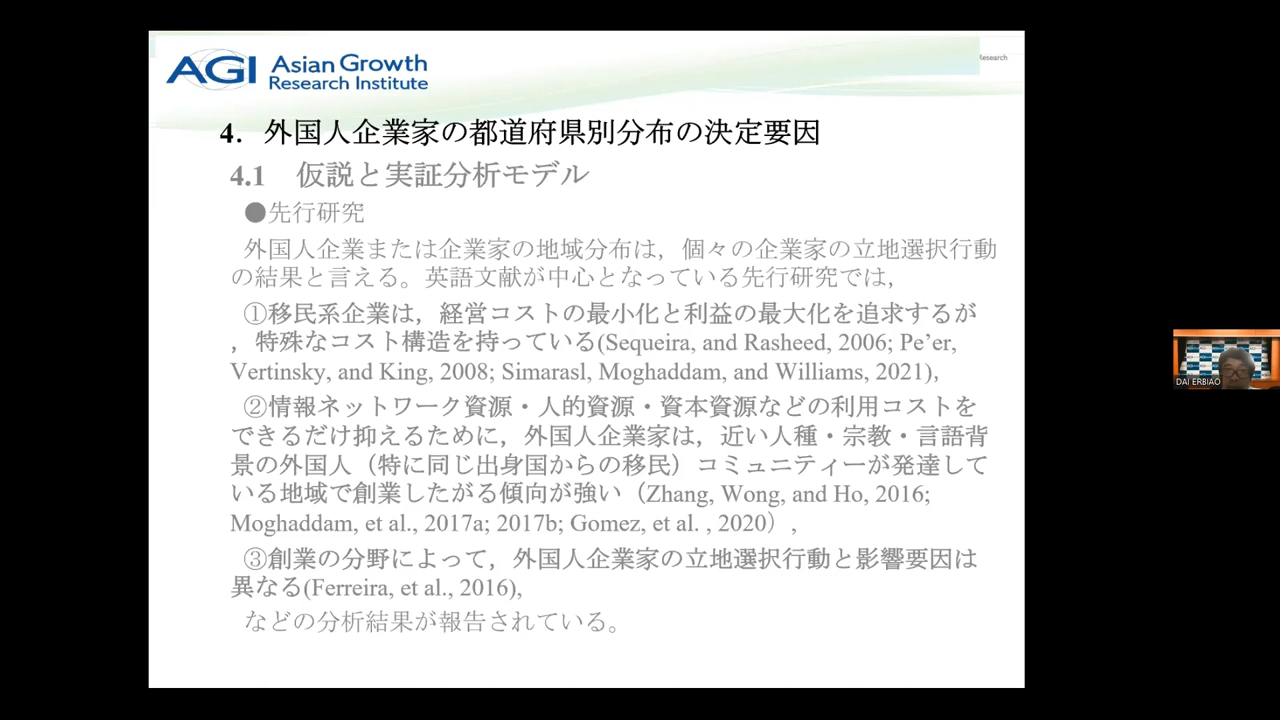 AGI Asian Growth
Research Institute
Research
4. 外国人企業家の都道府県別分布の決定要因
4.1 仮説と実証分析モデル
●先行研究
外国人企業または企業家の地域分布は，個々の企業家の立地選択行動
の結果と言える。英語文献が中心となっている先行研究では，
①移民系企業は，経営コストの最小化と利益の最大化を追求するが
，特殊なコスト構造を持っている(Sequeira, and Rasheed, 2006; Pe’er,
Vertinsky, and King, 2008; Simarasl, Moghaddam, and Williams, 2021),
②情報ネットワーク資源・人的資源・資本資源などの利用コストを
できるだけ抑えるために，外国人企業家は，近い人種・宗教・言語背
景の外国人（特に同じ出身国からの移民）コミュニティーが発達して
いる地域で創業したがる傾向が強い（Zhang, Wong, and Ho, 2016;
Moghaddam, et al., 2017a; 2017b; Gomez, et al. , 2020）,
③創業の分野によって，外国人企業家の立地選択行動と影響要因は
異なる(Ferreira, et al., 2016),
などの分析結果が報告されている。
DAI ERBIAO